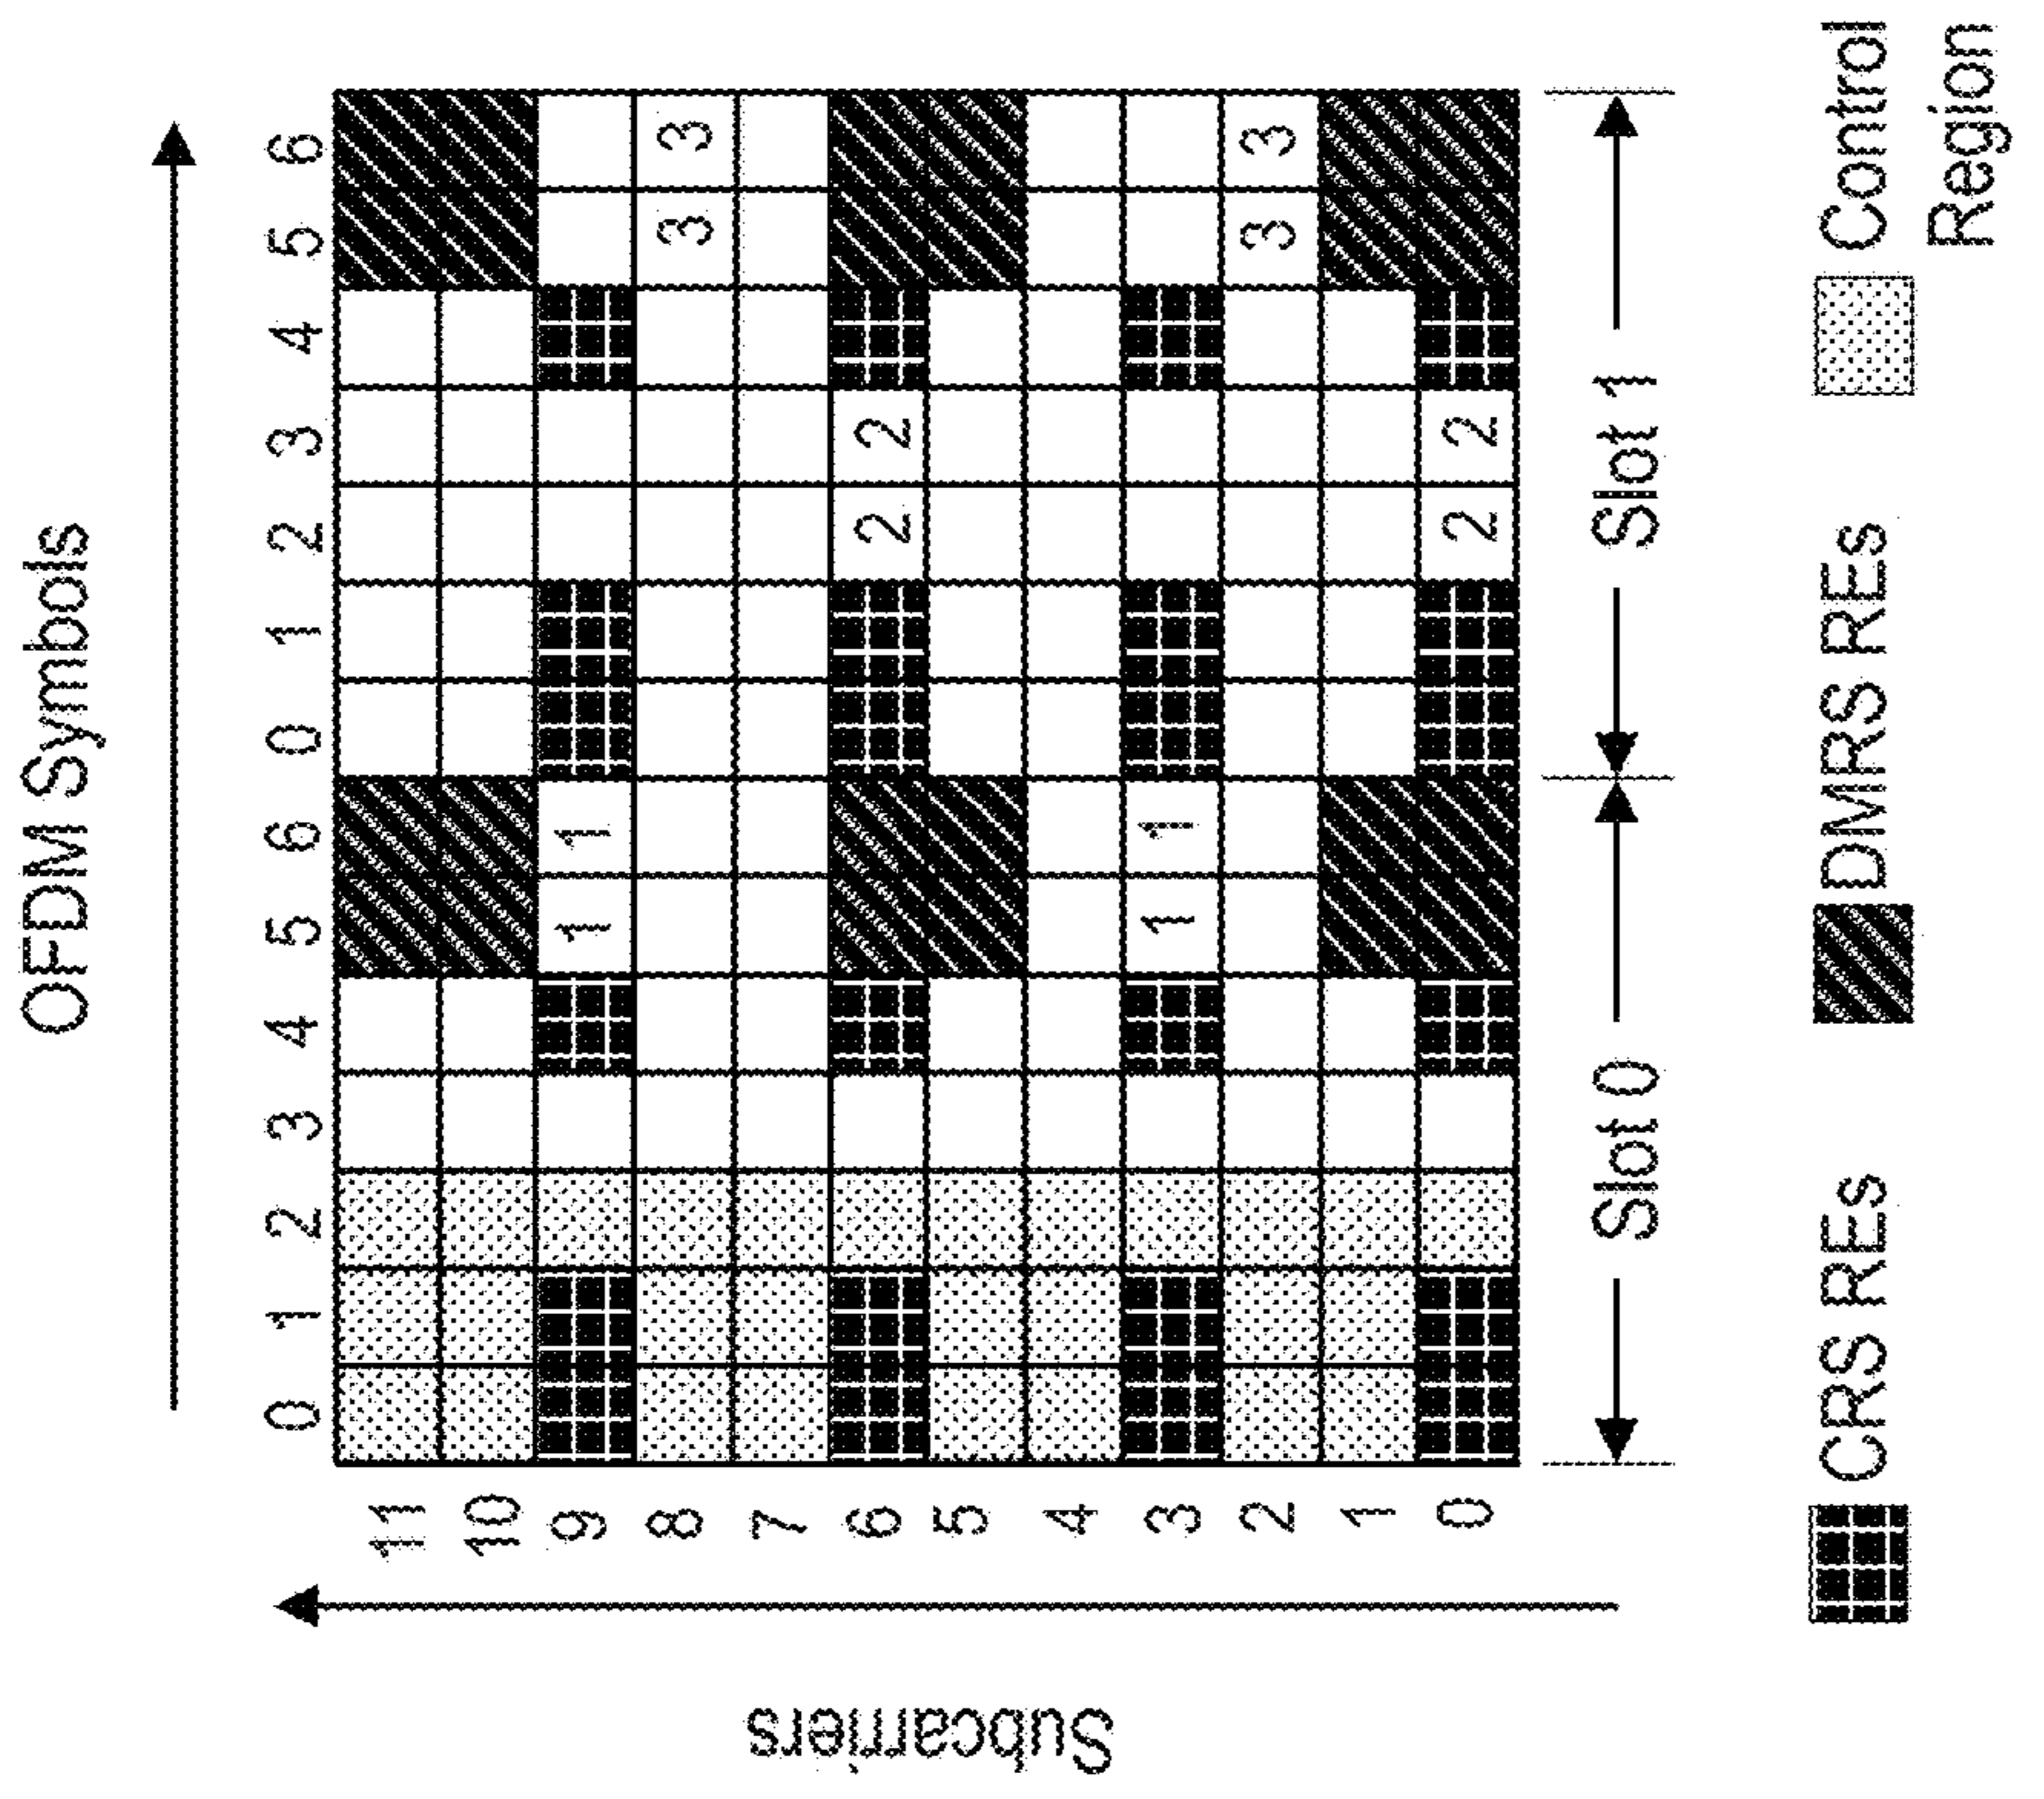 OFDM Symbols
0 1 2 3 4 5 6 0 1 2 3 4 5 6
Subcarriers
11
10
9 1 1
8 3 3
7
6 2 2
5
4
3 1 1
2 3 3
1
0 2 2
Slot 0 Slot 1
CRS REs DMRS REs Control
Region